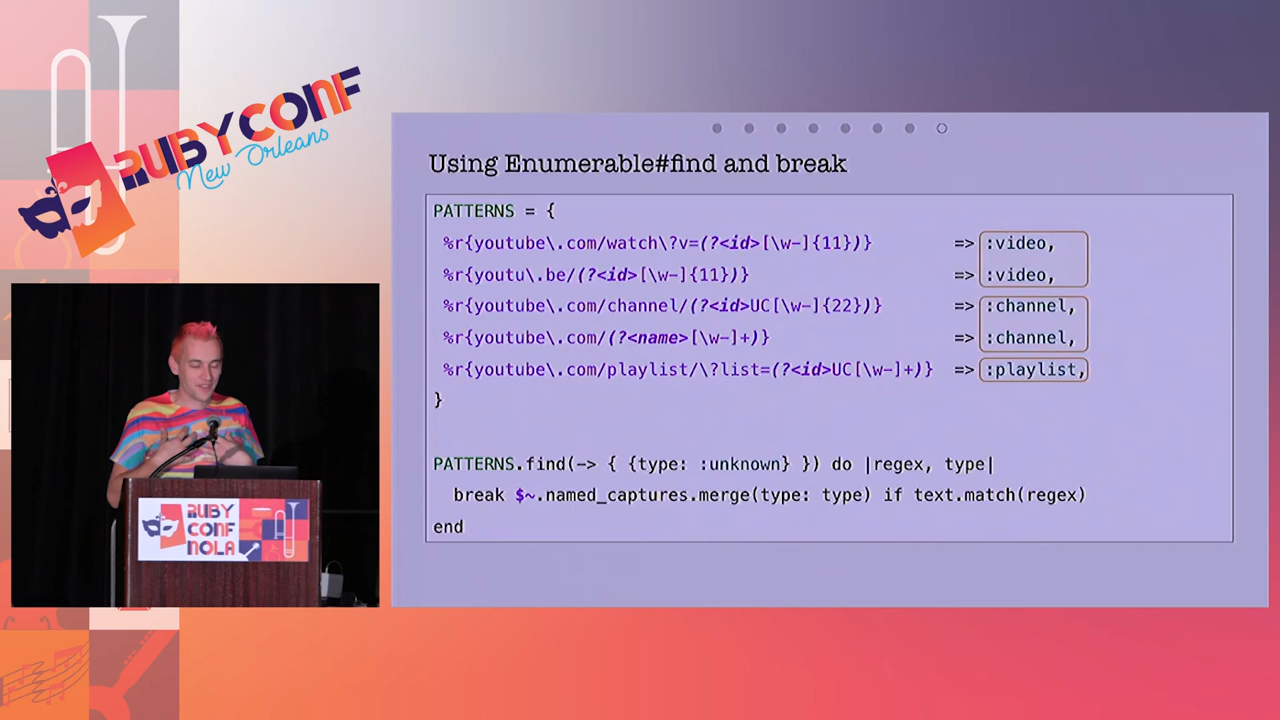 RUBYCONF
New Orleans
Using Enumerable#find and break
PATTERNS = {
%r{youtube\.com/watch\?v=(?<id>[\w-]{11})} => :video,
%r{youtu\.be/(?<id>[\w-]{11})} => :video,
%r{youtube\.com/channel/(?<id>UC[\w-]{22})} => :channel,
%r{youtube\.com/(?<name>[\w-]+)} => :channel,
%r{youtube\.com/playlist/\?list=(?<id>UC[\w-]+)} => :playlist,
}
PATTERNS.find(-> { {type: :unknown} }) do |regex, type|
break $~.named_captures.merge(type: type) if text.match(regex)
end
RUBY
CONF
NOLA